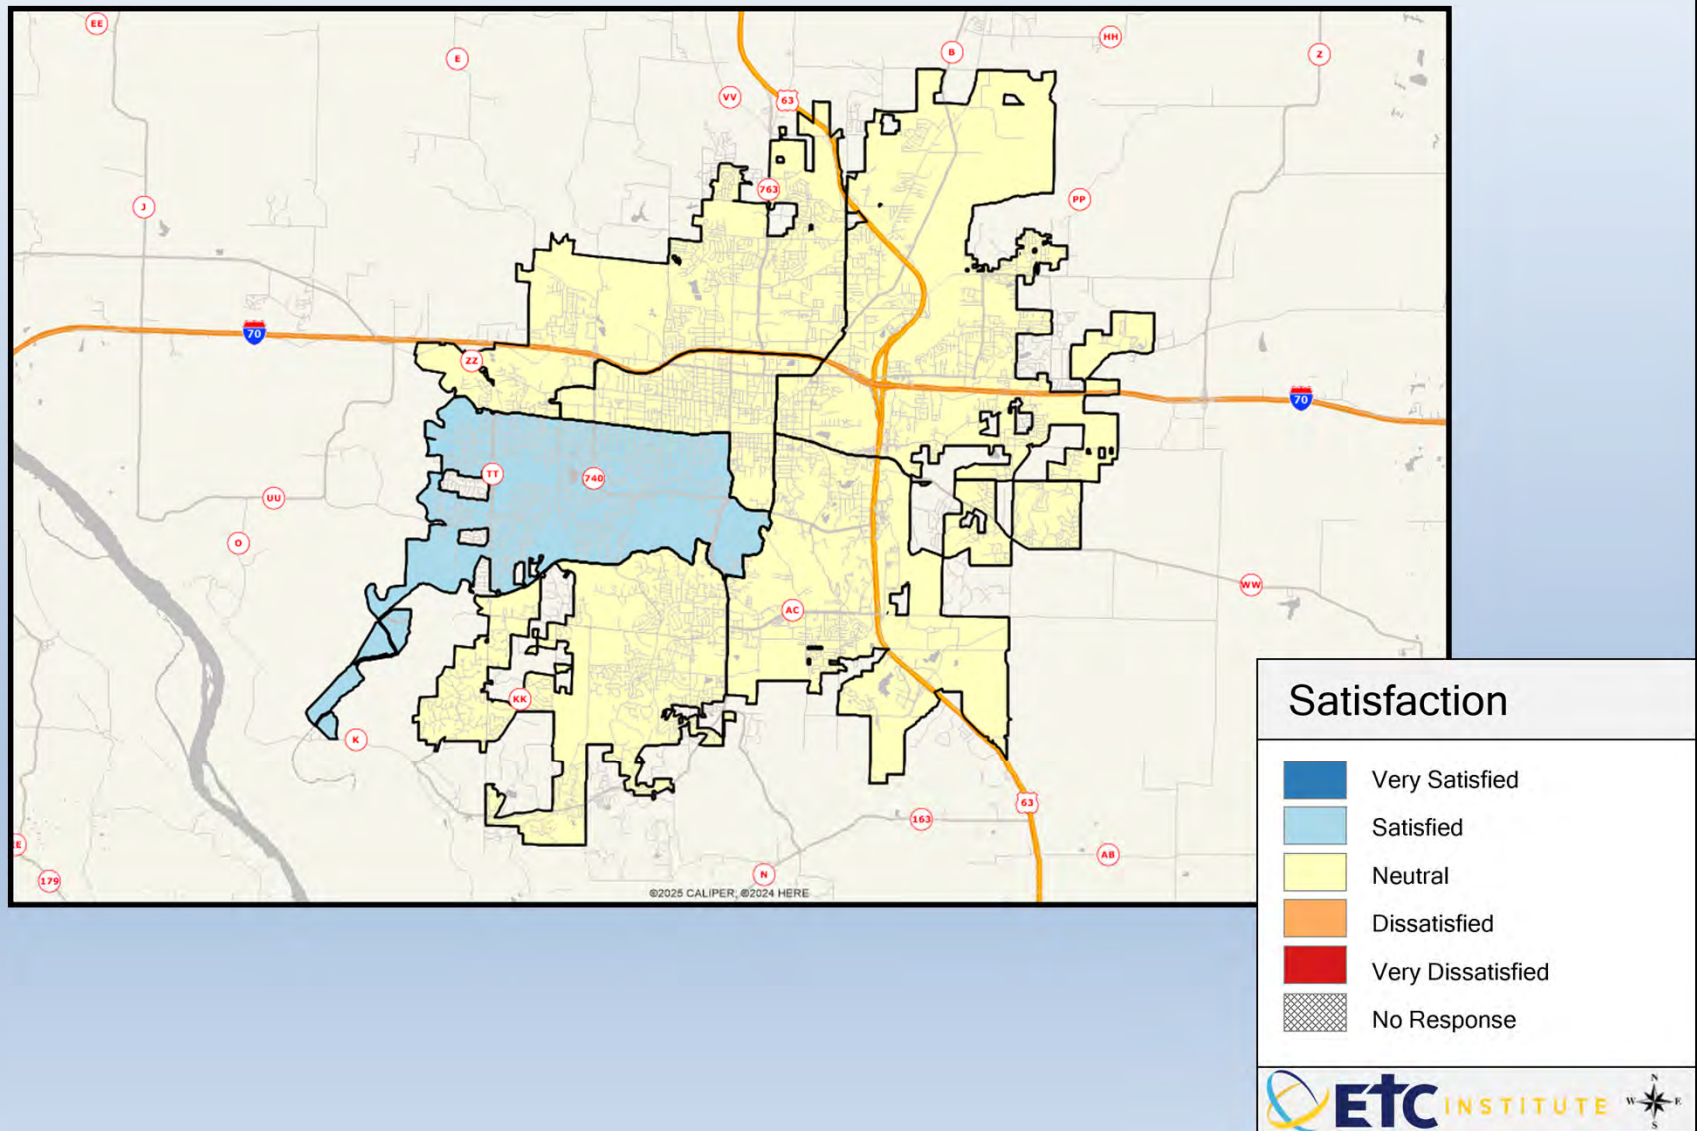 EE
E
B
HH
Z
VV
63
763
PP
J
70
ZZ
70
TT
740
UU
O
WW
AC
KK
K
63
163
E
AB
N
179
©2025 CALIPER; ©2024 HERE
Satisfaction
Very Satisfied
Satisfied
Neutral
Dissatisfied
Very Dissatisfied
No Response
ETC INSTITUTE
N
W E
S